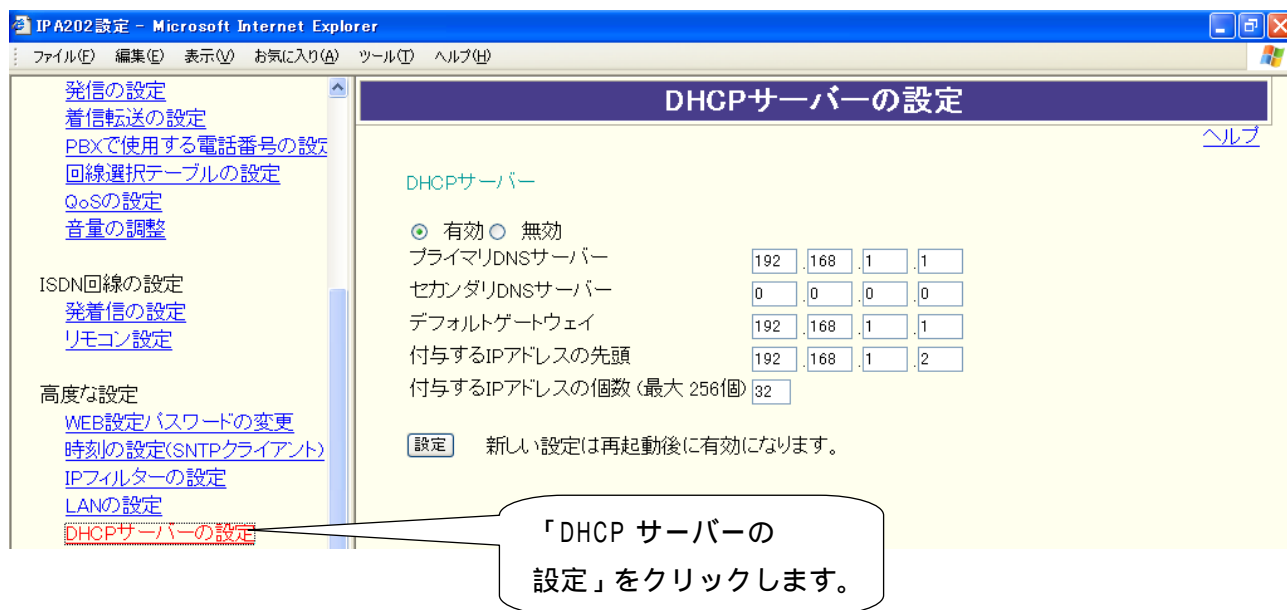 IPA202設定 - Microsoft Internet Explorer
ファイル(F) 編集(E) 表示(V) お気に入り(A) ツール(T) ヘルプ(H)
発信の設定
着信転送の設定
PBXで使用する電話番号の設定
回線選択テーブルの設定
QoSの設定
音量の調整
ISDN回線の設定
発着信の設定
リモコン設定
高度な設定
WEB設定パスワードの変更
時刻の設定(SNTPクライアント)
IPフィルターの設定
LANの設定
DHCPサーバーの設定
DHCPサーバーの設定
ヘルプ
DHCPサーバー
有効 無効
プライマリDNSサーバー 192 .168 .1 .1
セカンダリDNSサーバー 0 .0 .0 .0
デフォルトゲートウェイ 192 .168 .1 .1
付与するIPアドレスの先頭 192 .168 .1 .2
付与するIPアドレスの個数(最大 256個) 32
設定 新しい設定は再起動後に有効になります。
「DHCP サーバーの
設定」をクリックします。